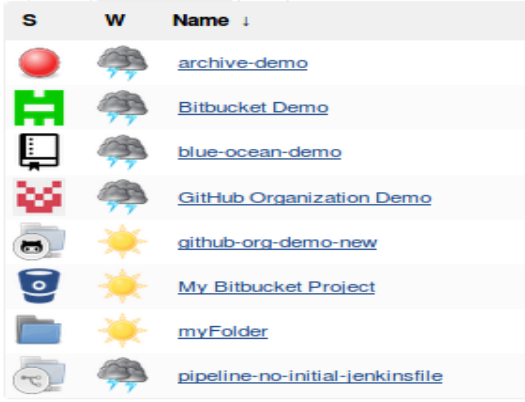 S W Name ↓
archive-demo
Bitbucket Demo
blue-ocean-demo
GitHub Organization Demo
github-org-demo-new
My Bitbucket Project
myFolder
pipeline-no-initial-jenkinsfile